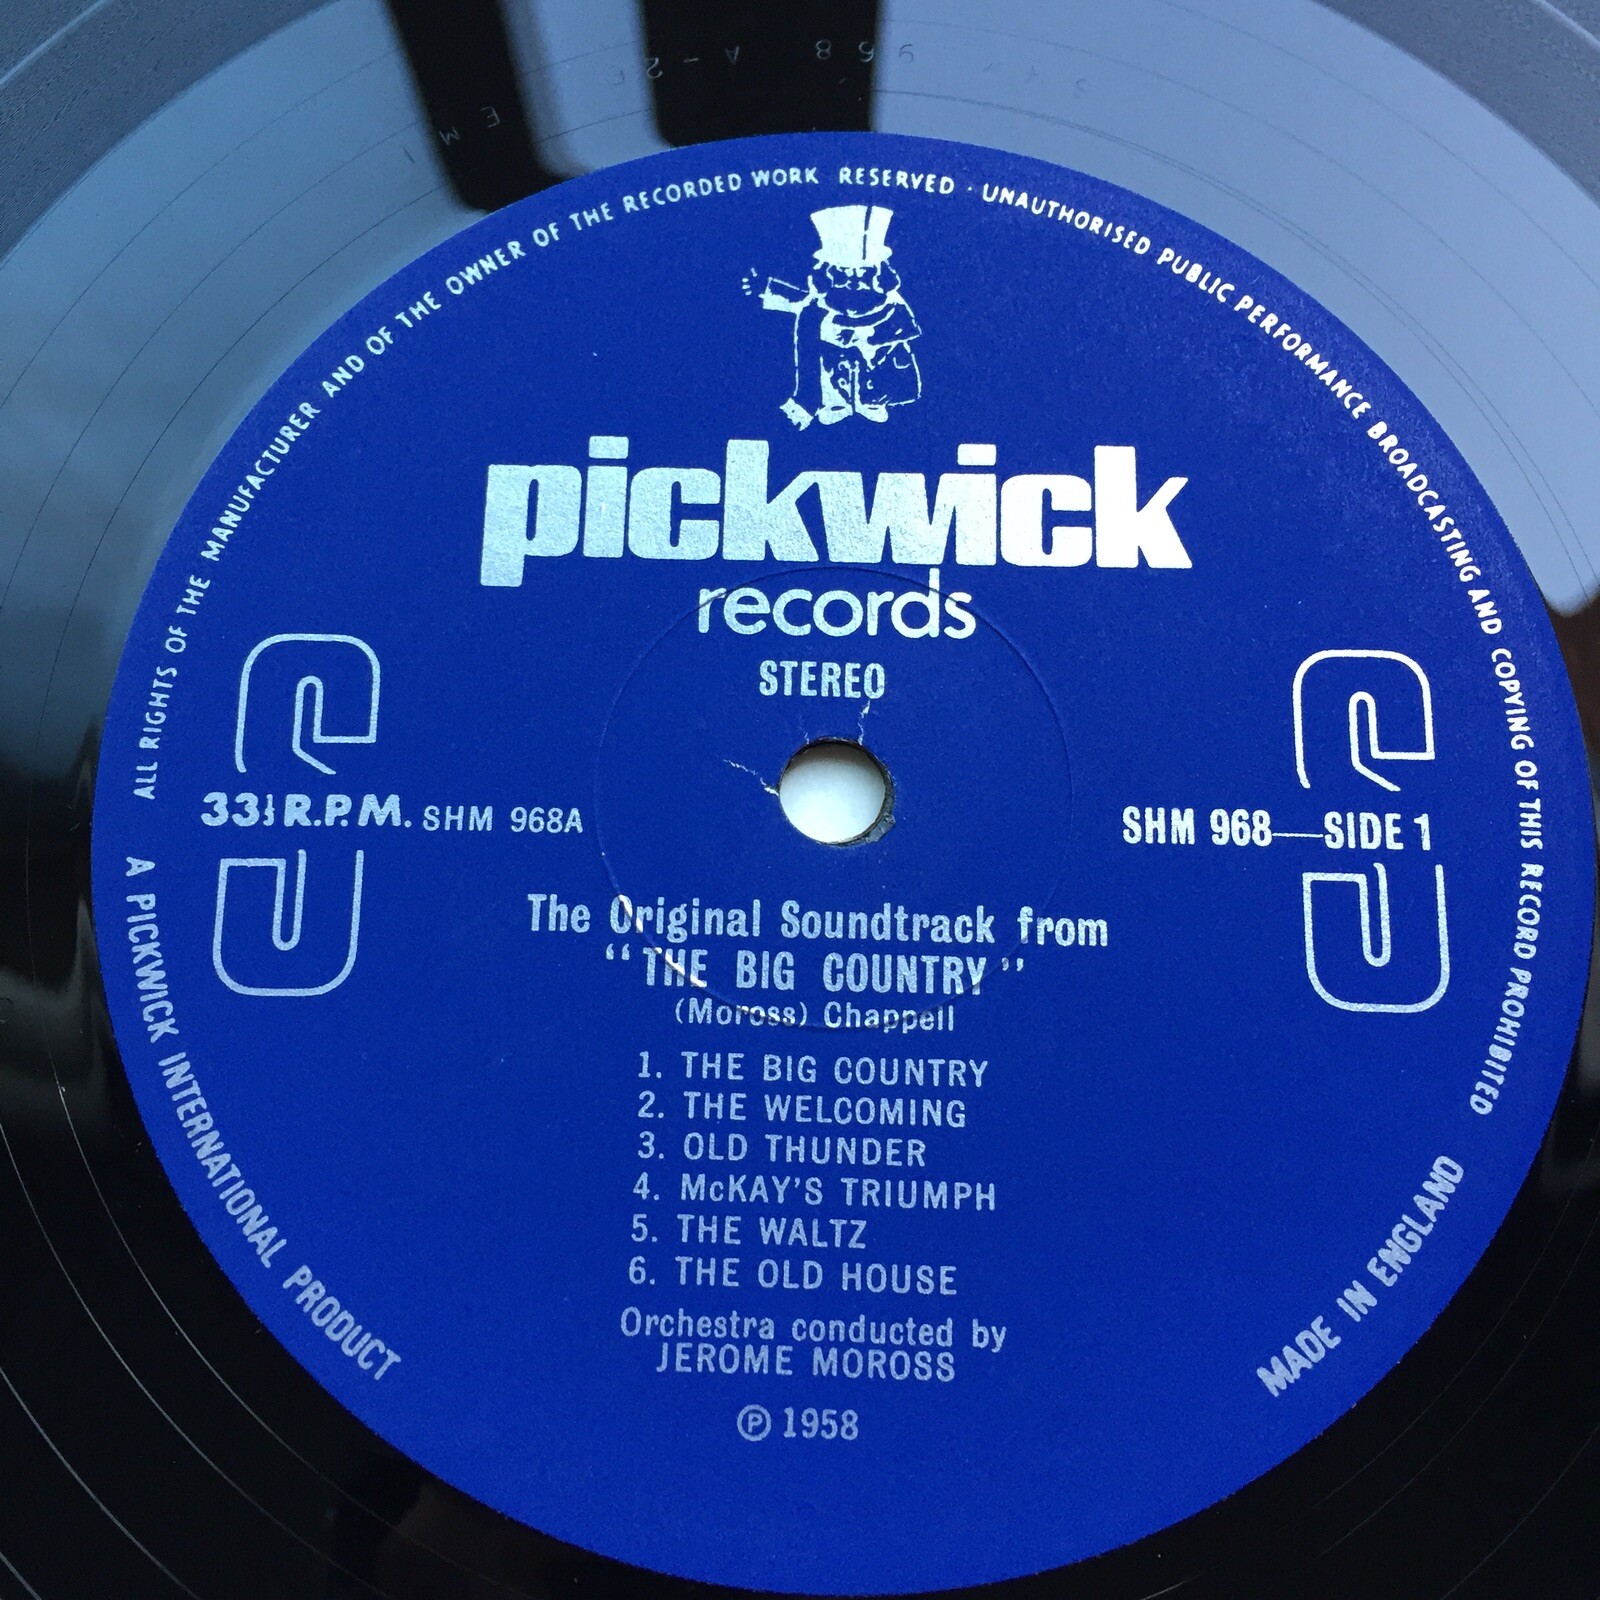 ALL RIGHTS OF THE MANUFACTURER AND OF THE OWNER OF THE RECORDED WORK RESERVED · UNAUTHORISED PUBLIC PERFORMANCE BROADCASTING AND COPYING OF THIS RECORD PROHIBITED
pickwick
records
STEREO
33⅓ R.P.M. SHM 968A
SHM 968—SIDE 1
The Original Soundtrack from
“THE BIG COUNTRY”
(Moross) Chappell
1. THE BIG COUNTRY
2. THE WELCOMING
3. OLD THUNDER
4. McKAY'S TRIUMPH
5. THE WALTZ
6. THE OLD HOUSE
Orchestra conducted by
JEROME MOROSS
℗ 1958
A PICKWICK INTERNATIONAL PRODUCT
MADE IN ENGLAND